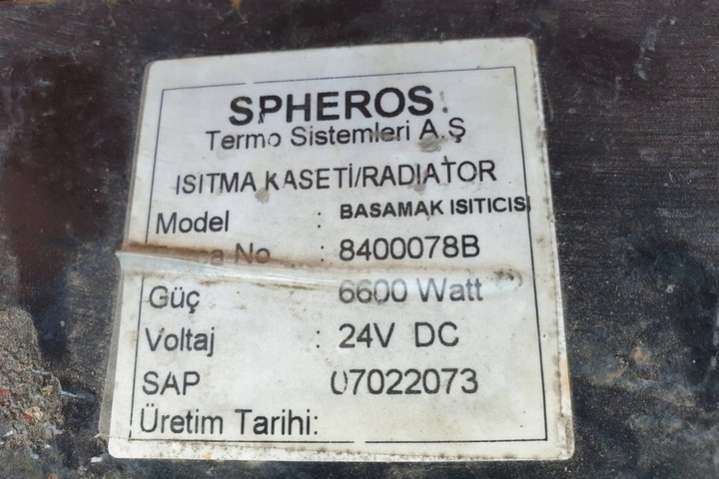 SPHEROS
Termo Sistemleri A.Ş
ISITMA KASETİ/RADIATOR
Model : BASAMAK ISITICISI
No : 8400078B
Güç 6600 Watt
Voltaj : 24V DC
SAP 07022073
Üretim Tarihi: